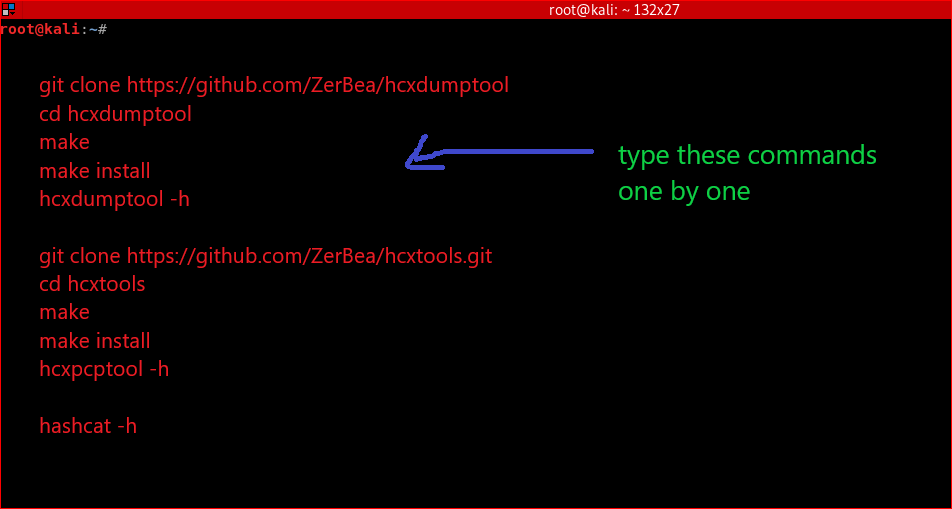 root@kali: ~ 132x27
root@kali:~#
git clone https://github.com/ZerBea/hcxdumptool
cd hcxdumptool
make
make install
hcxdumptool -h
type these commands
one by one
git clone https://github.com/ZerBea/hcxtools.git
cd hcxtools
make
make install
hcxpcptool -h
hashcat -h